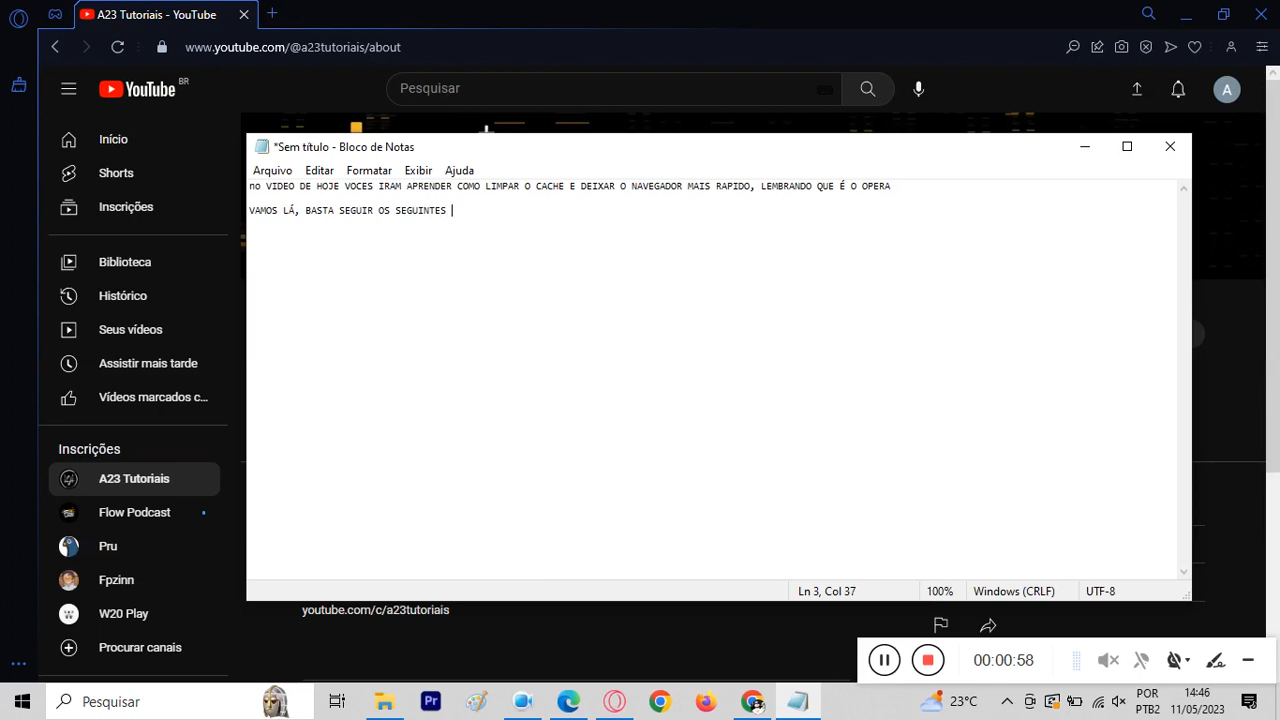 A23 Tutoriais - YouTube
www.youtube.com/@a23tutoriais/about
YouTube BR
Pesquisar
A
Início
Shorts
Inscrições
Biblioteca
Histórico
Seus vídeos
Assistir mais tarde
Vídeos marcados c...
Inscrições
A23 Tutoriais
Flow Podcast
Pru
Fpzinn
W20 Play
Procurar canais
*Sem título - Bloco de Notas
Arquivo Editar Formatar Exibir Ajuda
no VIDEO DE HOJE VOCES IRAM APRENDER COMO LIMPAR O CACHE E DEIXAR O NAVEGADOR MAIS RAPIDO, LEMBRANDO QUE É O OPERA
VAMOS LÁ, BASTA SEGUIR OS SEGUINTES
Ln 3, Col 37 100% Windows (CRLF) UTF-8
youtube.com/c/a23tutoriais
00:00:58
Pesquisar
Pr
23°C
POR
PTB2
14:46
11/05/2023